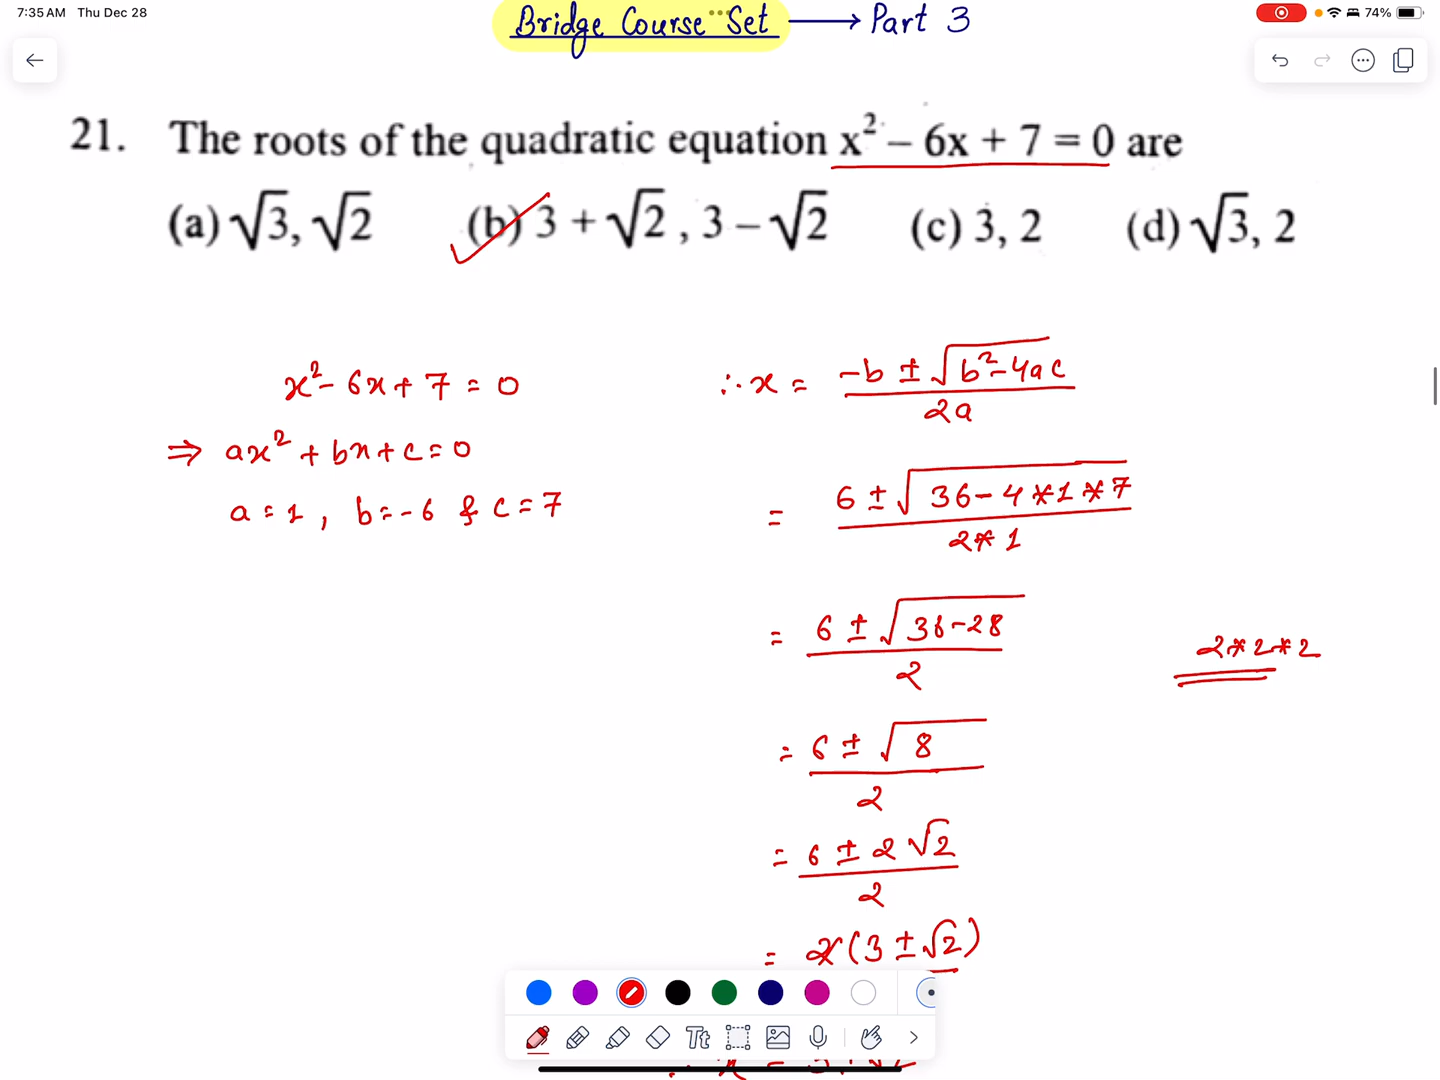 7:35 AM Thu Dec 28
74%
Bridge Course Set → Part 3
21. The roots of the quadratic equation x² – 6x + 7 = 0 are
(a) √3, √2 (b) 3 + √2, 3 – √2 (c) 3, 2 (d) √3, 2
x² - 6x + 7 = 0
⇒ ax² + bx + c = 0
a = 1, b = -6 & c = 7
∴ x = (-b ± √(b² - 4ac)) / 2a
= (6 ± √(36 - 4*1*7)) / (2*1)
= (6 ± √(36 - 28)) / 2
2*2*2
= (6 ± √8) / 2
= (6 ± 2√2) / 2
= 2(3 ± √2)
Tt